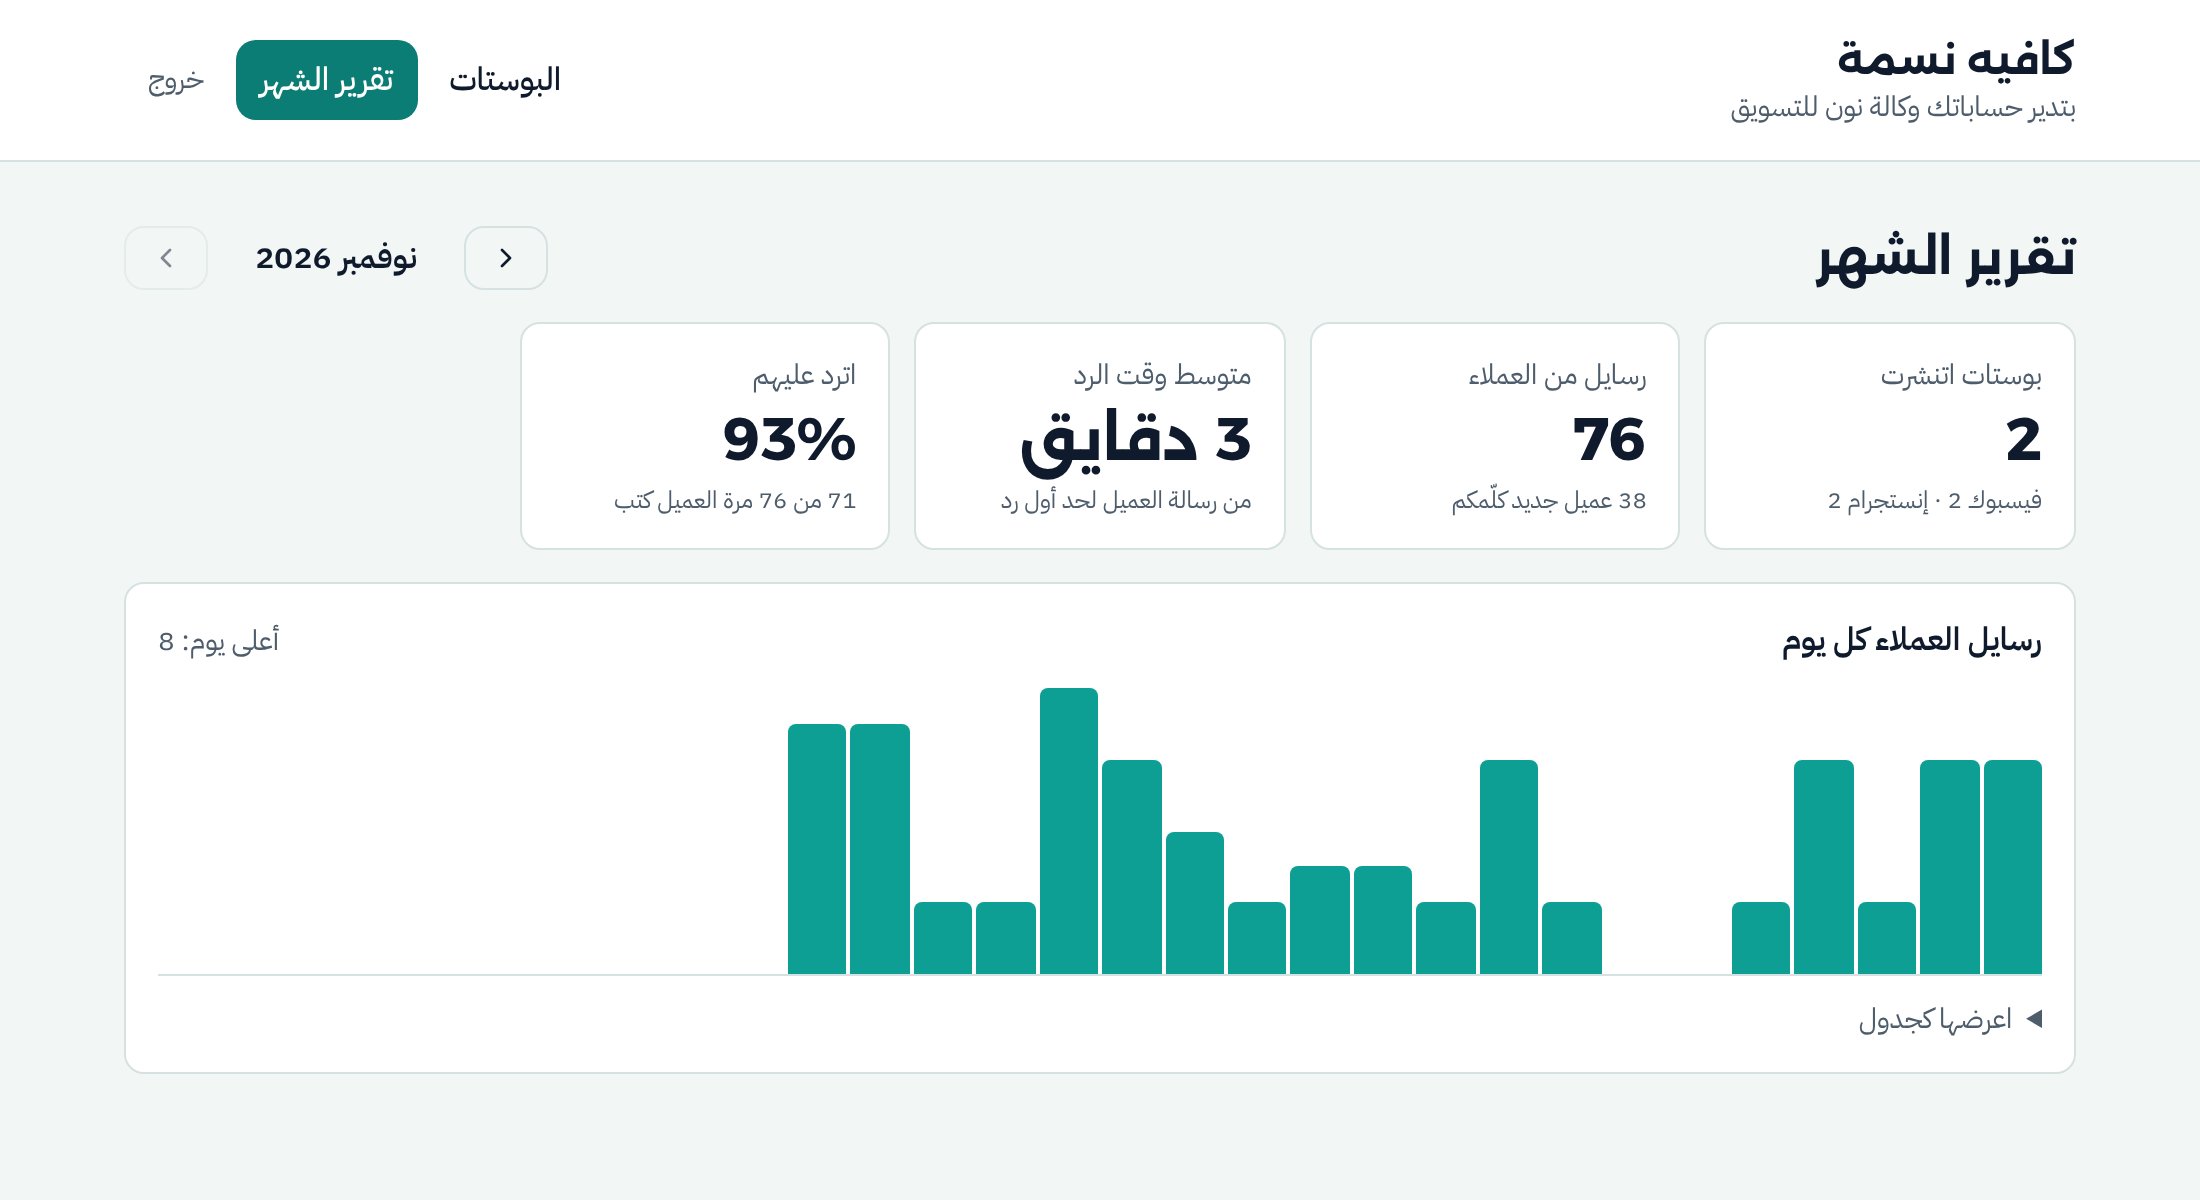 كافيه نسمة
بتدير حساباتك وكالة نون للتسويق
البوستات
تقرير الشهر
خروج
تقرير الشهر
نوفمبر 2026
بوستات اتنشرت
2
فيسبوك 2 · إنستجرام 2
رسايل من العملاء
76
38 عميل جديد كلّمكم
متوسط وقت الرد
3 دقايق
من رسالة العميل لحد أول رد
اترد عليهم
93%
71 من 76 مرة العميل كتب
رسايل العملاء كل يوم
أعلى يوم: 8
اعرضها كجدول